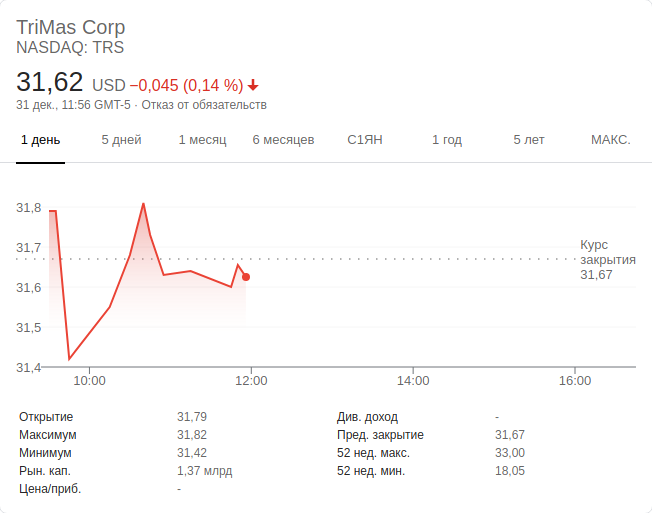 TriMas Corp
NASDAQ: TRS
31,62 USD −0,045 (0,14 %)
31 дек., 11:56 GMT-5 · Отказ от обязательств
1 день 5 дней 1 месяц 6 месяцев С1ЯН 1 год 5 лет МАКС.
31,8
31,7
31,6
31,5
31,4
Курс
закрытия
31,67
10:00 12:00 14:00 16:00
Открытие 31,79 Див. доход -
Максимум 31,82 Пред. закрытие 31,67
Минимум 31,42 52 нед. макс. 33,00
Рын. кап. 1,37 млрд 52 нед. мин. 18,05
Цена/приб. -